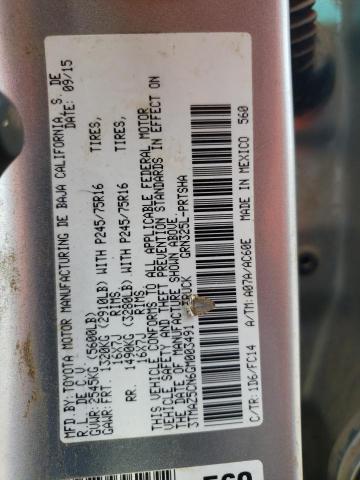 MFD.BY:TOYOTA MOTOR MANUFACTURING DE BAJA CALIFORNIA, S. DE
R.L. DE C.V. DATE: 09/15
GVWR: 2545KG (5600LB)
GAWR: FRT. 1320KG (2910LB) WITH P245/75R16 TIRES,
16X7J RIMS.
RR. 1490KG (3280LB) WITH P245/75R16 TIRES,
16X7J RIMS.
THIS VEHICLE CONFORMS TO ALL APPLICABLE FEDERAL MOTOR
VEHICLE SAFETY AND THEFT PREVENTION STANDARDS IN EFFECT ON
THE DATE OF MANUFACTURE SHOWN ABOVE.
3TMAZ5CN6GM003491 TRUCK GRN325L-PRTSHA
C/TR:1D6/FC14 A/TM:A07A/AC60E MADE IN MEXICO 560